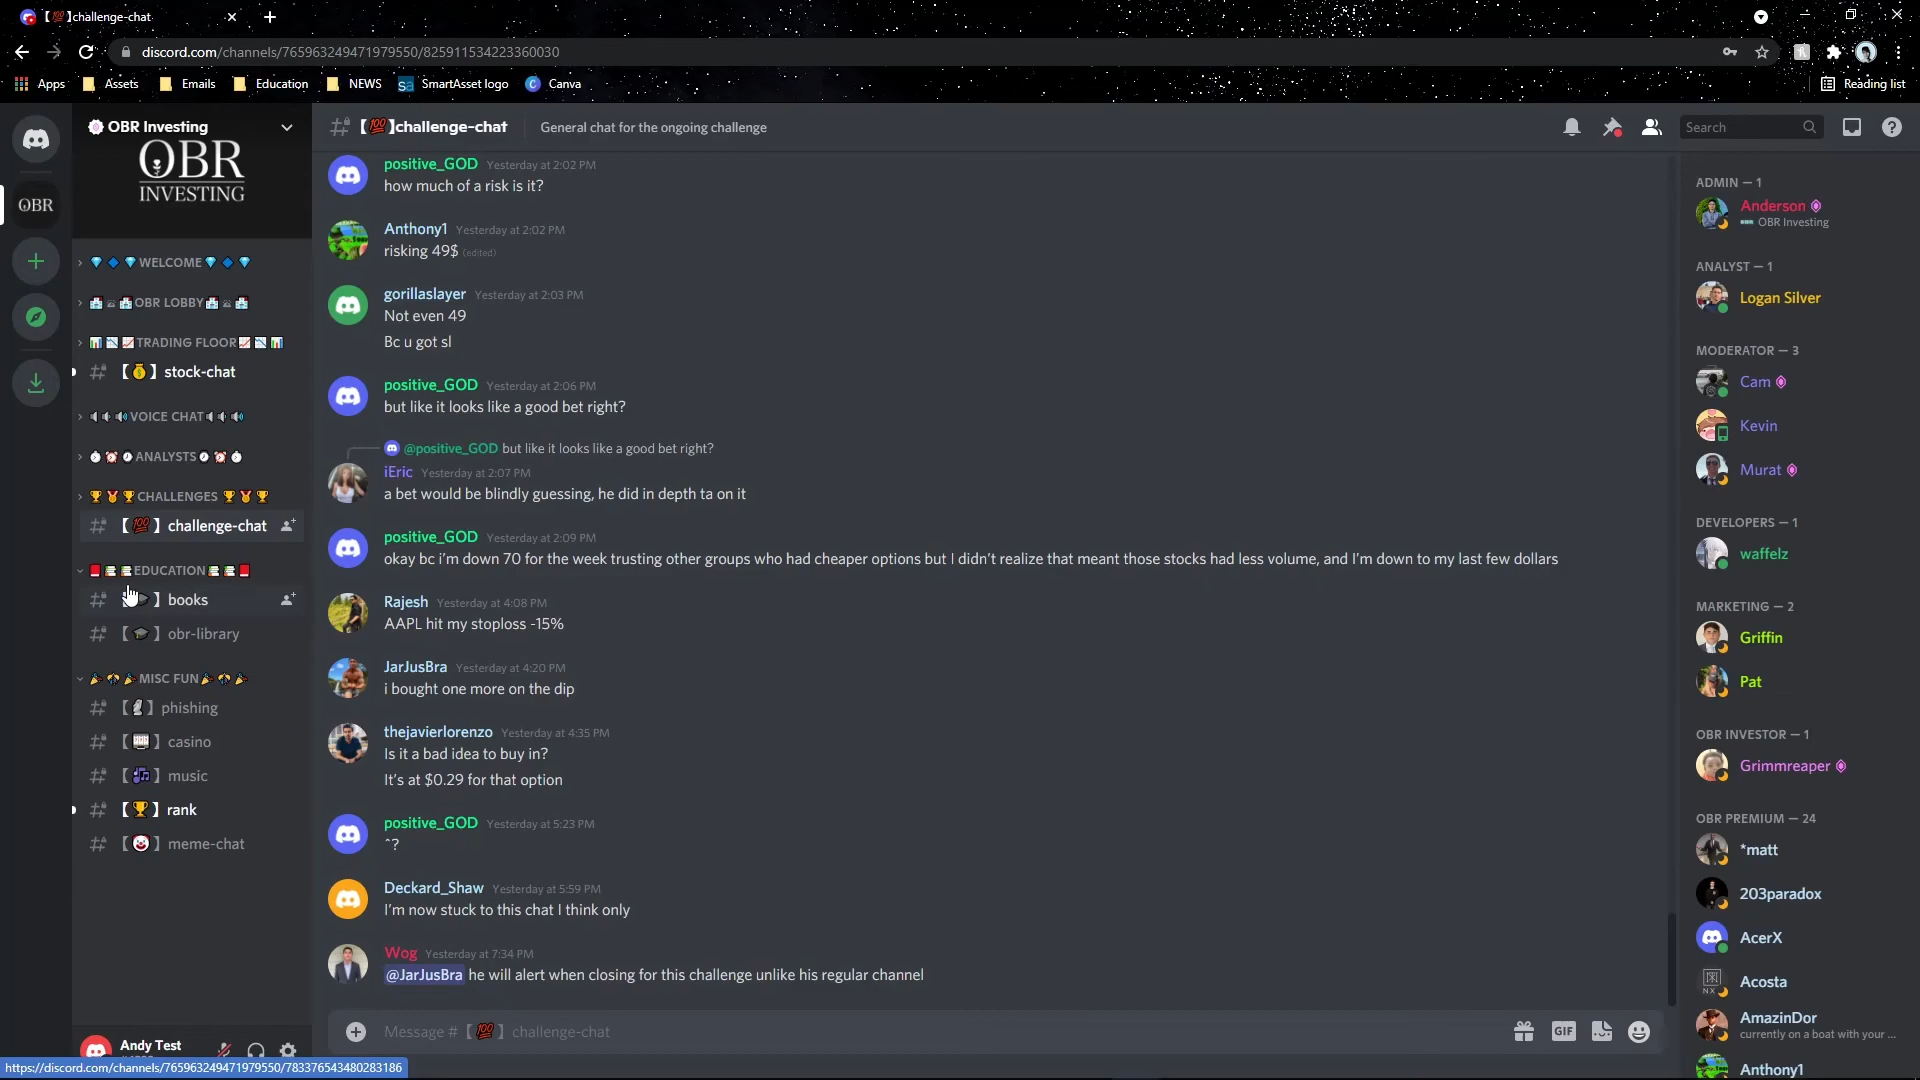 【💯】challenge-chat
discord.com/channels/765963249471979550/825911534223360030
Apps
Assets
Emails
Education
NEWS
sa SmartAsset logo
Canva
Reading list
OBR Investing
OBR
INVESTING
OBR
WELCOME
OBR LOBBY
TRADING FLOOR
【💰】stock-chat
VOICE CHAT
ANALYSTS
CHALLENGES
【💯】challenge-chat
EDUCATION
】books
【🎓】obr-library
MISC FUN
【】phishing
【🎰】casino
【🎶】music
【🏆】rank
【🤡】meme-chat
Andy Test
https://discord.com/channels/765963249471979550/783376543480283186
【💯】challenge-chat
General chat for the ongoing challenge
Search
positive_GOD Yesterday at 2:02 PM
how much of a risk is it?
Anthony1 Yesterday at 2:02 PM
risking 49$ (edited)
gorillaslayer Yesterday at 2:03 PM
Not even 49
Bc u got sl
positive_GOD Yesterday at 2:06 PM
but like it looks like a good bet right?
@positive_GOD but like it looks like a good bet right?
iEric Yesterday at 2:07 PM
a bet would be blindly guessing, he did in depth ta on it
positive_GOD Yesterday at 2:09 PM
okay bc i'm down 70 for the week trusting other groups who had cheaper options but I didn't realize that meant those stocks had less volume, and I'm down to my last few dollars
Rajesh Yesterday at 4:08 PM
AAPL hit my stoploss -15%
JarJusBra Yesterday at 4:20 PM
i bought one more on the dip
thejavierlorenzo Yesterday at 4:35 PM
Is it a bad idea to buy in?
It's at $0.29 for that option
positive_GOD Yesterday at 5:23 PM
^?
Deckard_Shaw Yesterday at 5:59 PM
I'm now stuck to this chat I think only
Wog Yesterday at 7:34 PM
@JarJusBra he will alert when closing for this challenge unlike his regular channel
Message #【💯】challenge-chat
GIF
ADMIN — 1
Anderson
OBR Investing
ANALYST — 1
Logan Silver
MODERATOR — 3
Cam
Kevin
Murat
DEVELOPERS — 1
waffelz
MARKETING — 2
Griffin
Pat
OBR INVESTOR — 1
Grimmreaper
OBR PREMIUM — 24
*matt
203paradox
AcerX
NX
Acosta
AmazinDor
currently on a boat with your ...
Anthony1